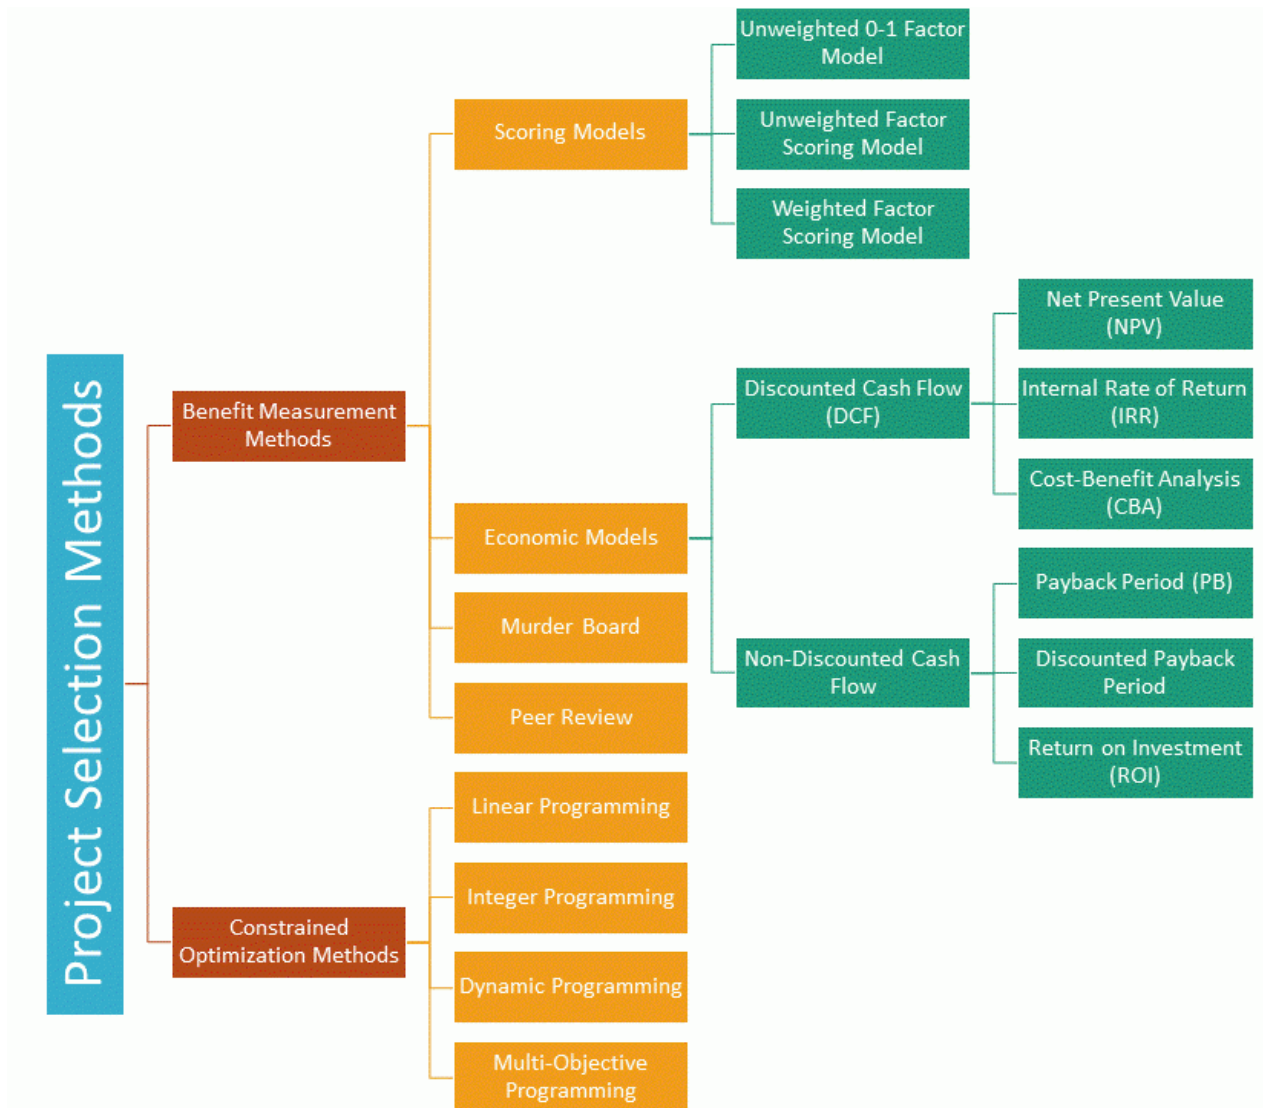 Project Selection Methods
Benefit Measurement
Methods
Constrained
Optimization Methods
Scoring Models
Economic Models
Murder Board
Peer Review
Linear Programming
Integer Programming
Dynamic Programming
Multi-Objective
Programming
Unweighted 0-1 Factor
Model
Unweighted Factor
Scoring Model
Weighted Factor
Scoring Model
Discounted Cash Flow
(DCF)
Non-Discounted Cash
Flow
Net Present Value
(NPV)
Internal Rate of Return
(IRR)
Cost-Benefit Analysis
(CBA)
Payback Period (PB)
Discounted Payback
Period
Return on Investment
(ROI)